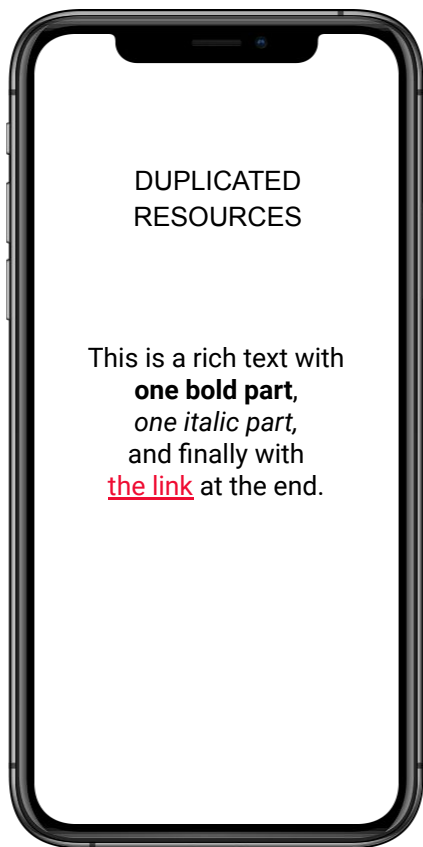 DUPLICATED
RESOURCES
This is a rich text with
one bold part,
one italic part,
and finally with
the link at the end.